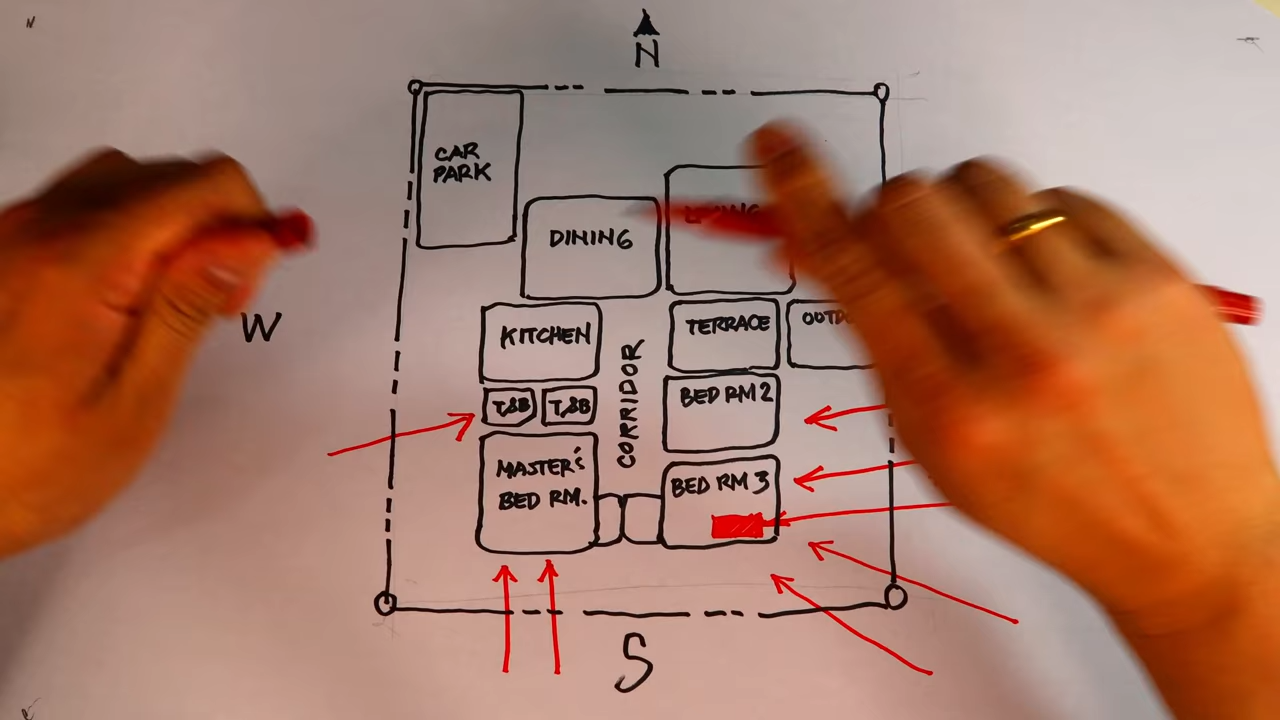 N
CAR
PARK
DINING
KITCHEN
TERRACE
W
CORRIDOR
T&B
T&B
BED RM 2
MASTER'S
BED RM.
BED RM 3
S